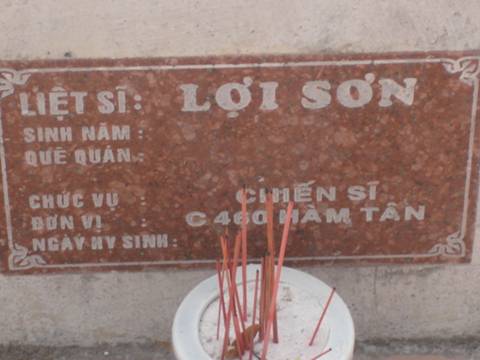 LIỆT SĨ: LỢI SƠN
SINH NĂM :
QUÊ QUÁN :
CHỨC VỤ : CHIẾN SĨ
ĐƠN VỊ : C 460 HÀM TÂN
NGÀY HY SINH :